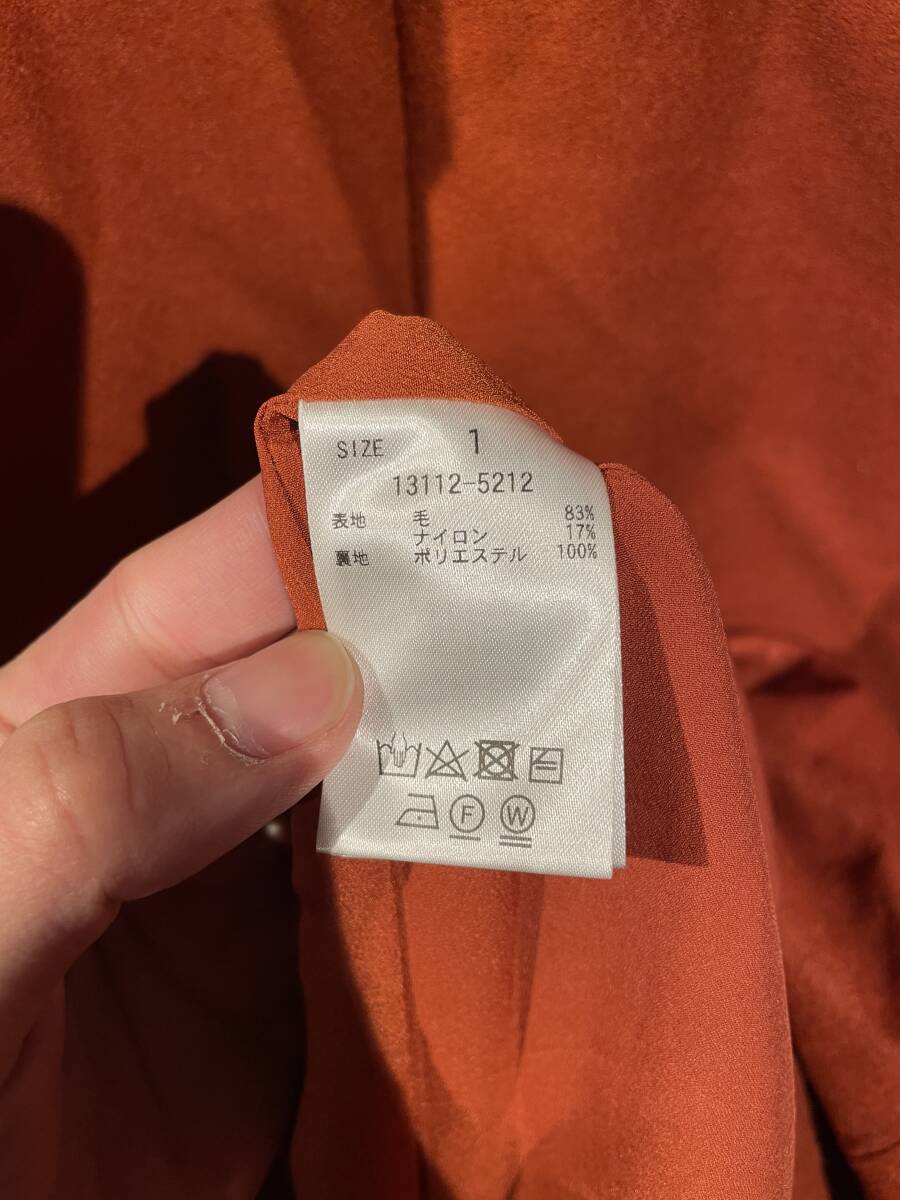 SIZE 1
13112-5212
表地 毛 83%
ナイロン 17%
裏地 ポリエステル 100%
F W